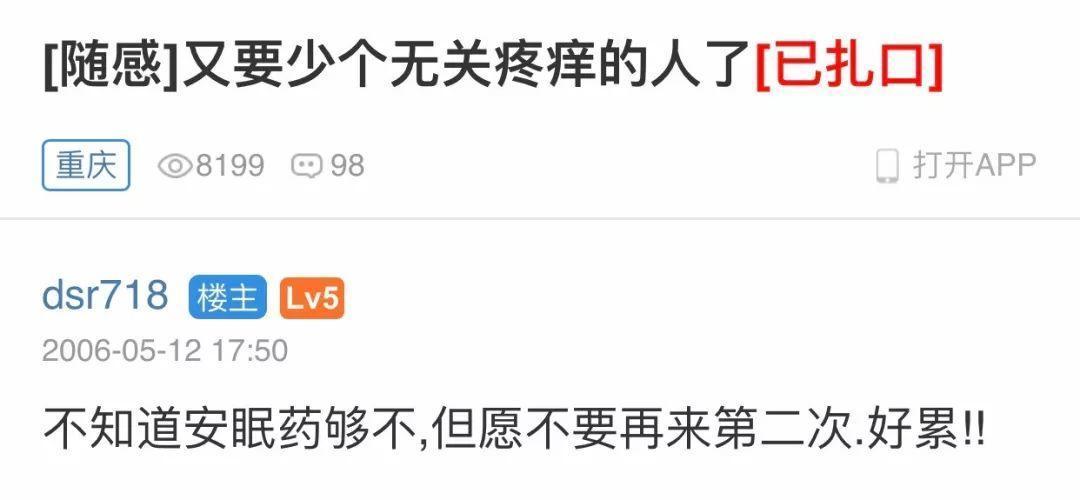 [随感]又要少个无关疼痒的人了[已扎口]
重庆 8199 98 打开APP
dsr718 楼主 Lv5
2006-05-12 17:50
不知道安眠药够不,但愿不要再来第二次.好累!!